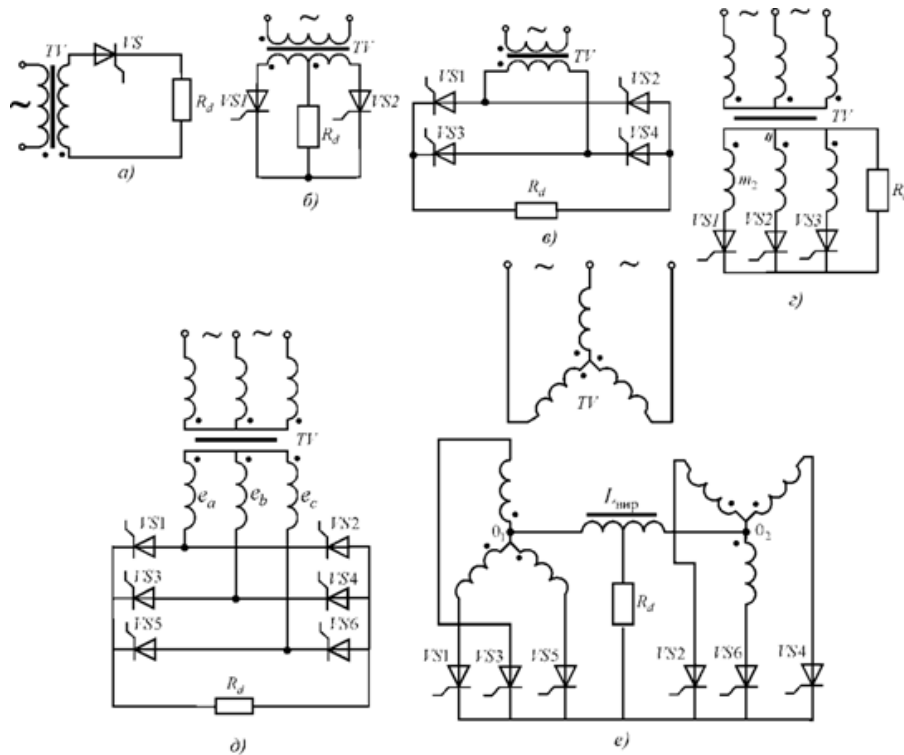 ~
TV
VS
R_d
~
а)
~
TV
VS1
VS2
R_d
б)
~
TV
VS1
VS2
VS3
VS4
R_d
в)
~ ~
TV
m_2
VS1
VS2
VS3
г)
~ ~
TV
e_a
e_b
e_c
VS1
VS2
VS3
VS4
VS5
VS6
R_d
д)
~ ~
TV
0_1
0_2
R_d
VS1
VS3
VS5
VS2
VS6
VS4
е)